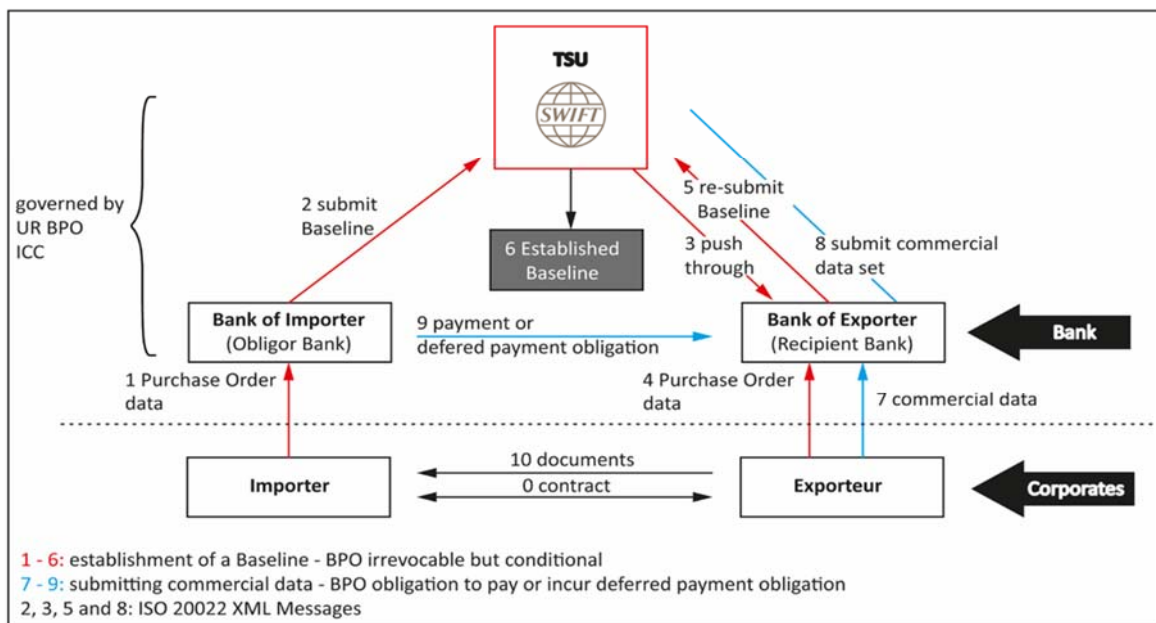 TSU
SWIFT
governed by
UR BPO
ICC
2 submit
Baseline
5 re-submit
Baseline
3 push
through
8 submit commercial
data set
6 Established
Baseline
Bank of Importer
(Obligor Bank)
9 payment or
defered payment obligation
Bank of Exporter
(Recipient Bank)
Bank
1 Purchase Order
data
4 Purchase Order
data
7 commercial data
Importer
10 documents
0 contract
Exporteur
Corporates
1 - 6: establishment of a Baseline - BPO irrevocable but conditional
7 - 9: submitting commercial data - BPO obligation to pay or incur deferred payment obligation
2, 3, 5 and 8: ISO 20022 XML Messages